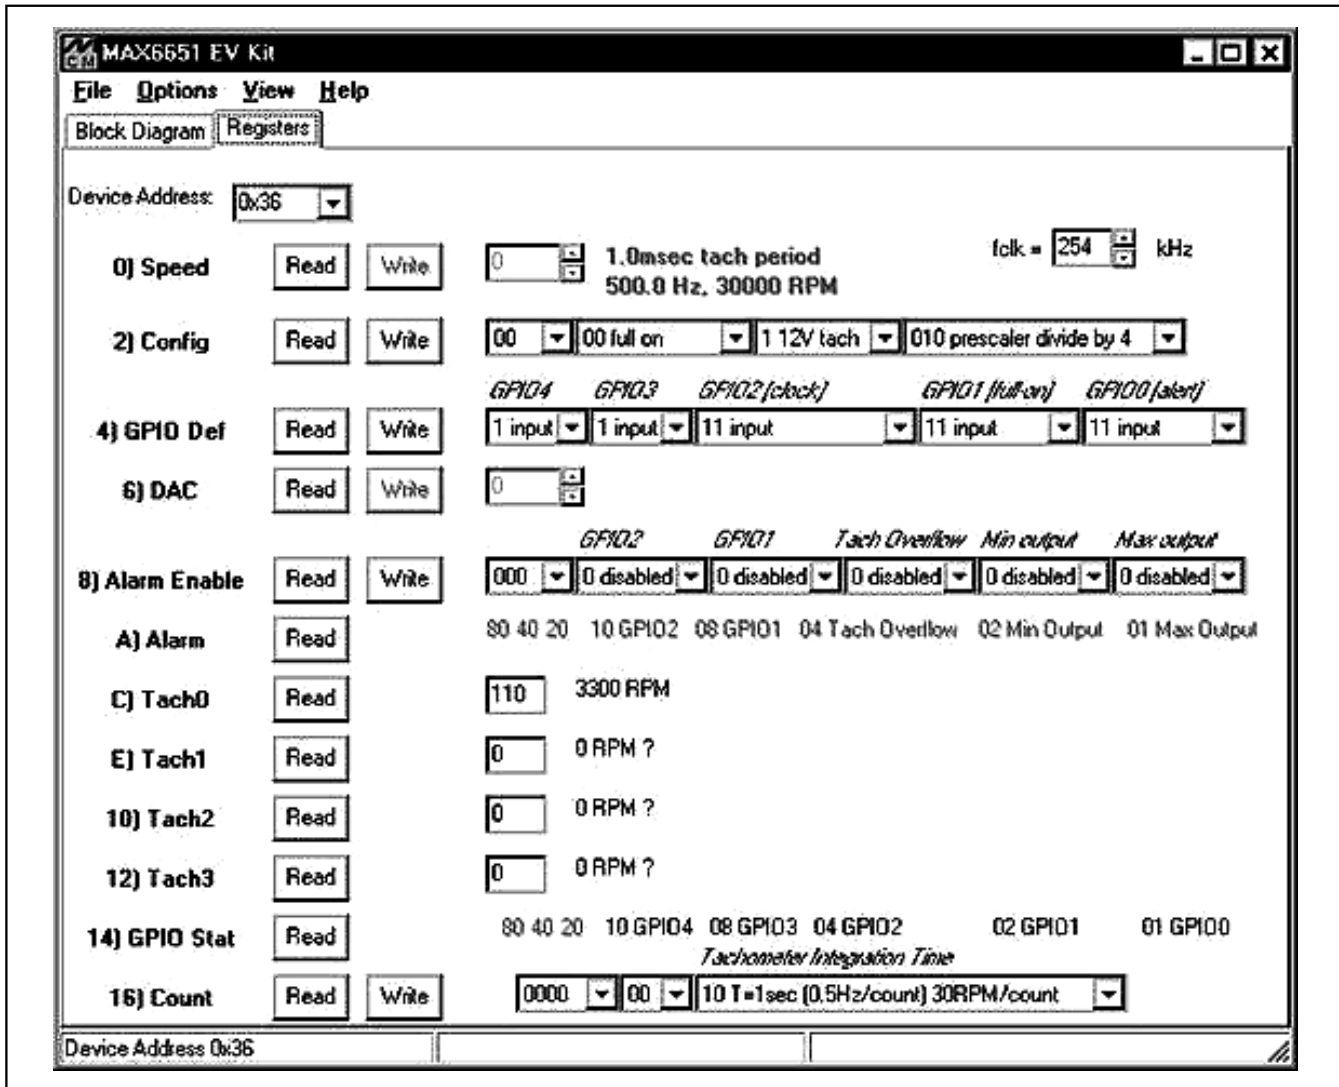 MAX6651 EV Kit
File Options View Help
Block Diagram Registers
Device Address: 0x36
0) Speed Read Write 0 1.0msec tach period fclk = 254 kHz
500.0 Hz, 30000 RPM
2) Config Read Write 00 00 full on 1 12V tach 010 prescaler divide by 4
GPIO4 GPIO3 GPIO2 (clock) GPIO1 (full-on) GPIO0 (alert)
4) GPIO Def Read Write 1 input 1 input 11 input 11 input 11 input
6) DAC Read Write 0
GPIO2 GPIO1 Tach Overflow Min output Max output
8) Alarm Enable Read Write 000 0 disabled 0 disabled 0 disabled 0 disabled 0 disabled
A) Alarm Read 80 40 20 10 GPIO2 08 GPIO1 04 Tach Overflow 02 Min Output 01 Max Output
C) Tach0 Read 110 3300 RPM
E) Tach1 Read 0 0 RPM ?
10) Tach2 Read 0 0 RPM ?
12) Tach3 Read 0 0 RPM ?
14) GPIO Stat Read 80 40 20 10 GPIO4 08 GPIO3 04 GPIO2 02 GPIO1 01 GPIO0
Tachometer Integration Time
16) Count Read Write 0000 00 10 T=1sec (0.5Hz/count) 30RPM/count
Device Address 0x36